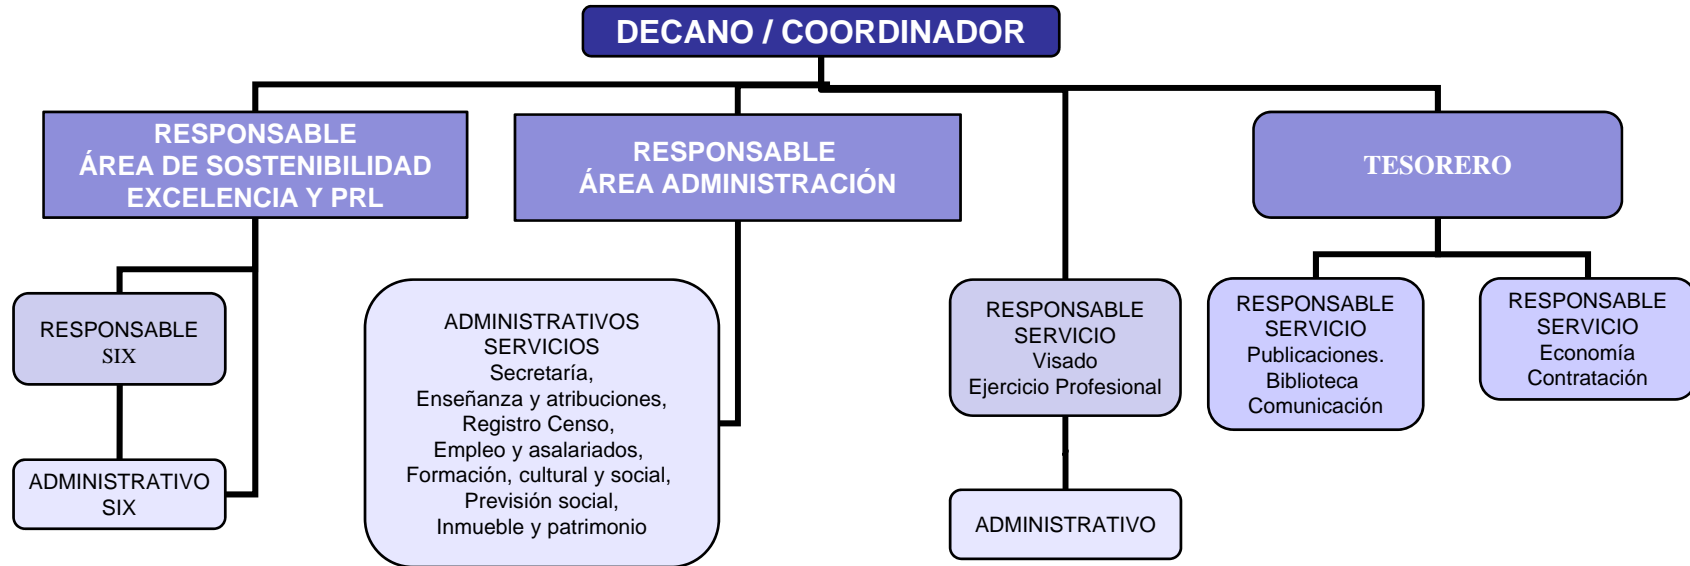 DECANO / COORDINADOR
RESPONSABLE
ÁREA DE SOSTENIBILIDAD
EXCELENCIA Y PRL
RESPONSABLE
ÁREA ADMINISTRACIÓN
TESORERO
RESPONSABLE
SIX
ADMINISTRATIVO
SIX
ADMINISTRATIVOS
SERVICIOS
Secretaría,
Enseñanza y atribuciones,
Registro Censo,
Empleo y asalariados,
Formación, cultural y social,
Previsión social,
Inmueble y patrimonio
RESPONSABLE
SERVICIO
Visado
Ejercicio Profesional
ADMINISTRATIVO
RESPONSABLE
SERVICIO
Publicaciones.
Biblioteca
Comunicación
RESPONSABLE
SERVICIO
Economía
Contratación